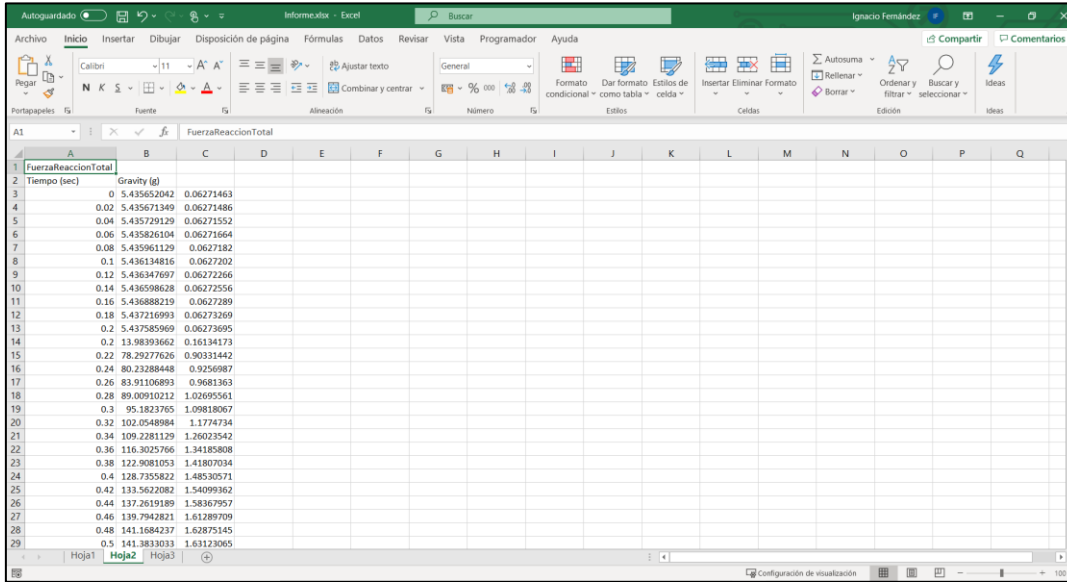 Autoguardado Informe.xlsx - Excel Buscar Ignacio Fernández IF
Archivo Inicio Insertar Dibujar Disposición de página Fórmulas Datos Revisar Vista Programador Ayuda Compartir Comentarios
Pegar Calibri 11 A A Ajustar texto General Formato condicional Dar formato como tabla Estilos de celda Insertar Eliminar Formato Autosuma Ordenar y filtrar Buscar y seleccionar Ideas
N K S A Combinar y centrar % 000 Rellenar
Borrar
Portapapeles Fuente Alineación Número Estilos Celdas Edición Ideas
A1 fx FuerzaReaccionTotal
A B C D E F G H I J K L M N O P Q
1 FuerzaReaccionTotal
2 Tiempo (sec) Gravity (g)
3 0 5.435652042 0.06271463
4 0.02 5.435671349 0.06271486
5 0.04 5.435729129 0.06271552
6 0.06 5.435826104 0.06271664
7 0.08 5.435961129 0.0627182
8 0.1 5.436134816 0.0627202
9 0.12 5.436347697 0.06272266
10 0.14 5.436598628 0.06272556
11 0.16 5.436888219 0.0627289
12 0.18 5.437216993 0.06273269
13 0.2 5.437585969 0.06273695
14 0.2 13.98393662 0.16134173
15 0.22 78.29277626 0.90331442
16 0.24 80.23288448 0.9256987
17 0.26 83.91106893 0.9681363
18 0.28 89.00910212 1.02695561
19 0.3 95.1823765 1.09818067
20 0.32 102.0548984 1.1774734
21 0.34 109.2281129 1.26023542
22 0.36 116.3025766 1.34185808
23 0.38 122.9081053 1.41807034
24 0.4 128.7355822 1.48530571
25 0.42 133.5622082 1.54099362
26 0.44 137.2619189 1.58367957
27 0.46 139.7942821 1.61289709
28 0.48 141.1684237 1.62875145
29 0.5 141.3833033 1.63123065
Hoja1 Hoja2 Hoja3
Configuración de visualización 100